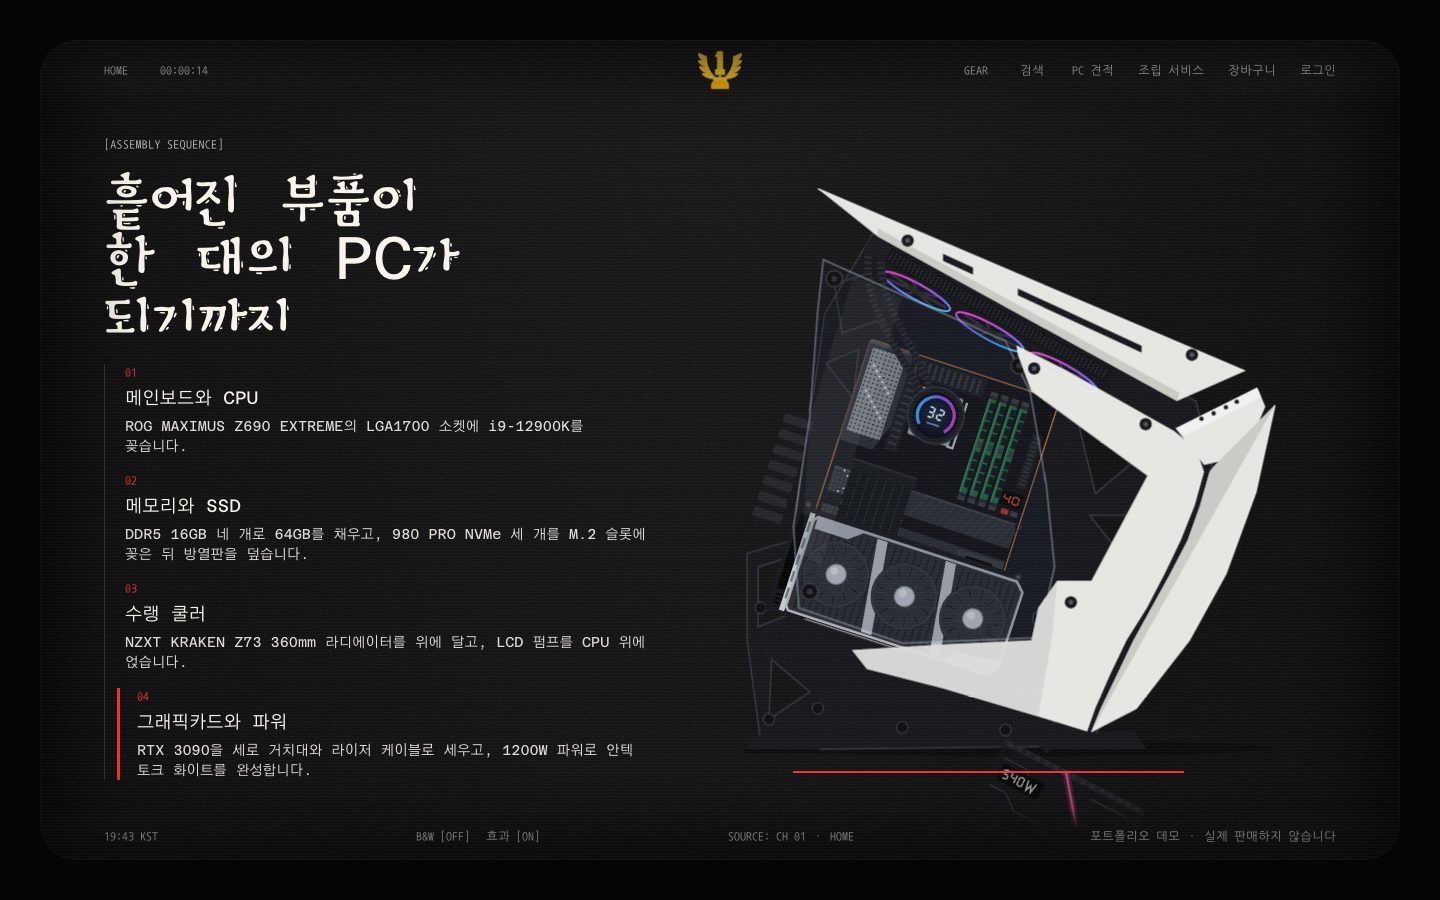 HOME 00:00:14 GEAR 검색 PC 견적 조립 서비스 장바구니 로그인
[ASSEMBLY SEQUENCE]
흩어진 부품이
한 대의 PC가
되기까지
01
메인보드와 CPU
ROG MAXIMUS Z690 EXTREME의 LGA1700 소켓에 i9-12900K를
꽂습니다.
02
메모리와 SSD
DDR5 16GB 네 개로 64GB를 채우고, 980 PRO NVMe 세 개를 M.2 슬롯에
꽂은 뒤 방열판을 덮습니다.
03
수랭 쿨러
NZXT KRAKEN Z73 360mm 라디에이터를 위에 달고, LCD 펌프를 CPU 위에
얹습니다.
04
그래픽카드와 파워
RTX 3090을 세로 거치대와 라이저 케이블로 세우고, 1200W 파워로 안텍
토크 화이트를 완성합니다.
32
40
540W
19:43 KST B&W [OFF] 효과 [ON] SOURCE: CH 01 · HOME 포트폴리오 데모 · 실제 판매하지 않습니다